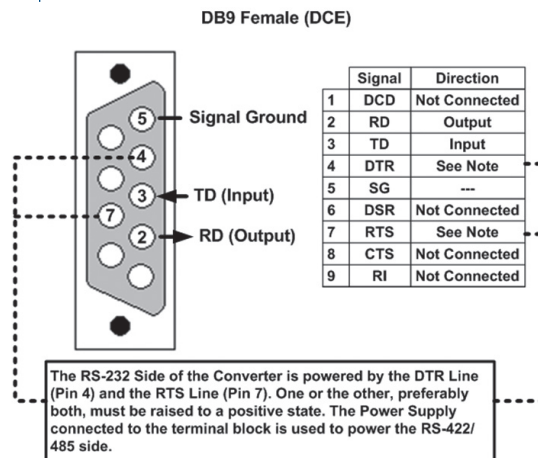 DB9 Female (DCE)
5 Signal Ground
4
3 TD (Input)
7
2 RD (Output)
Signal Direction
1 DCD Not Connected
2 RD Output
3 TD Input
4 DTR See Note
5 SG ---
6 DSR Not Connected
7 RTS See Note
8 CTS Not Connected
9 RI Not Connected
The RS-232 Side of the Converter is powered by the DTR Line
(Pin 4) and the RTS Line (Pin 7). One or the other, preferably
both, must be raised to a positive state. The Power Supply
connected to the terminal block is used to power the RS-422/
485 side.